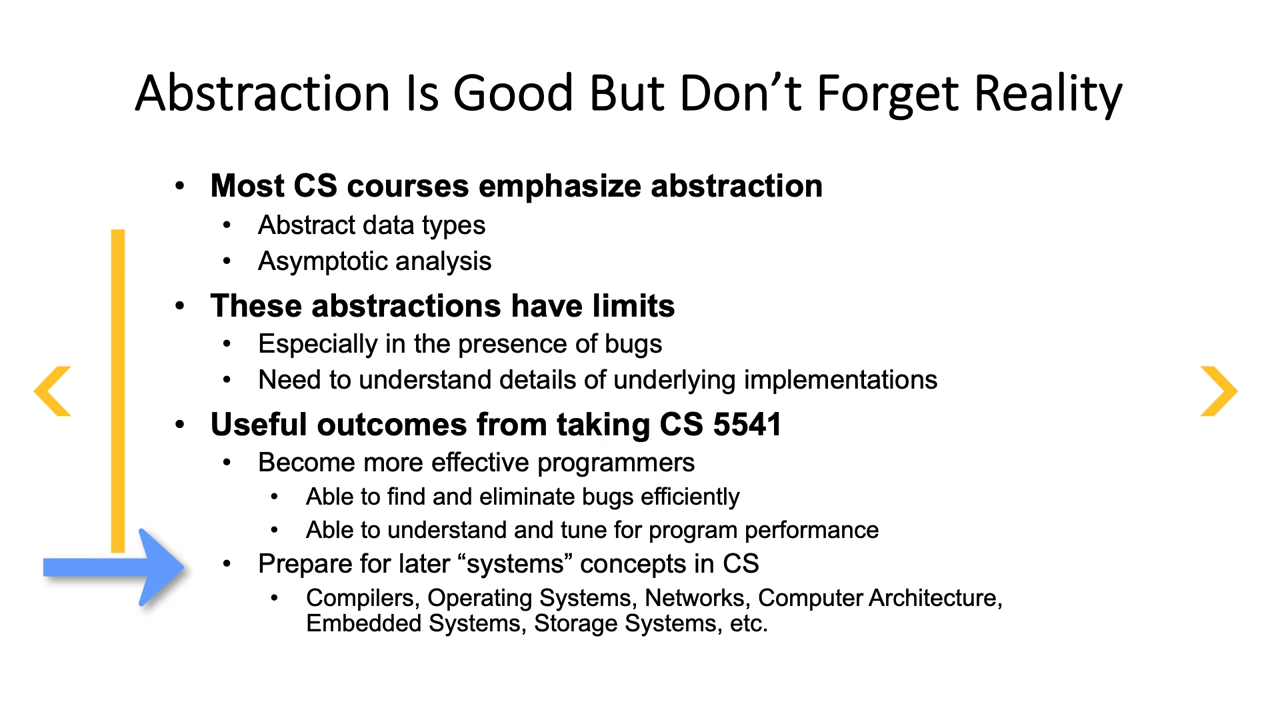 Abstraction Is Good But Don’t Forget Reality
• Most CS courses emphasize abstraction
• Abstract data types
• Asymptotic analysis
• These abstractions have limits
• Especially in the presence of bugs
• Need to understand details of underlying implementations
• Useful outcomes from taking CS 5541
• Become more effective programmers
• Able to find and eliminate bugs efficiently
• Able to understand and tune for program performance
• Prepare for later “systems” concepts in CS
• Compilers, Operating Systems, Networks, Computer Architecture,
Embedded Systems, Storage Systems, etc.